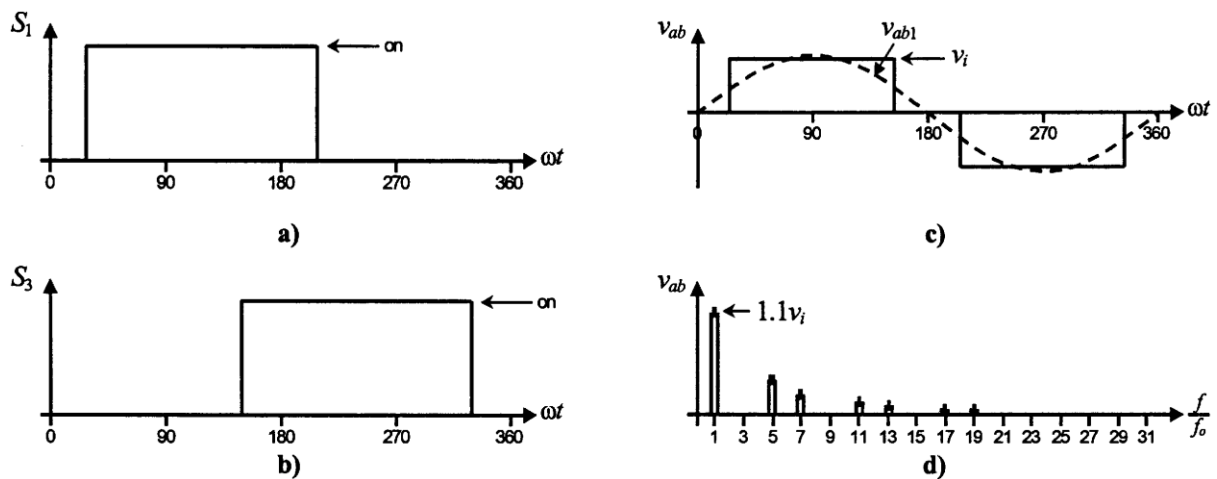 S1
on
0 90 180 270 360
ωt
a)
S3
on
0 90 180 270 360
ωt
b)
vab
vab1
vi
ωt
0 90 180 270 360
c)
vab
1.1vi
1 3 5 7 9 11 13 15 17 19 21 23 25 27 29 31
f
fo
d)